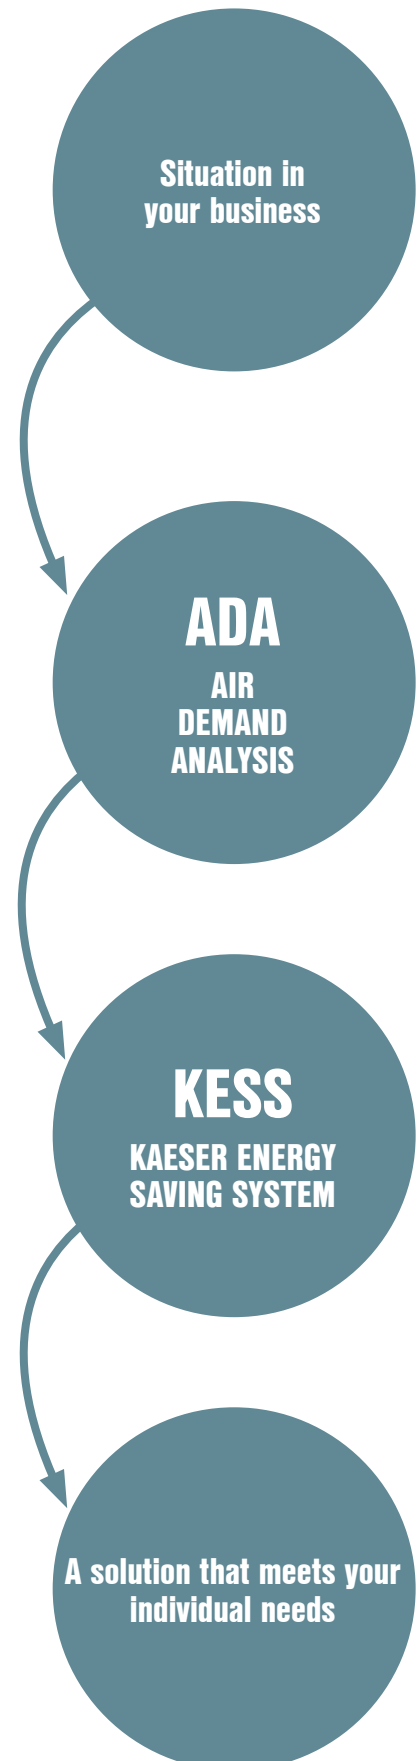 Situation in
your business
ADA
AIR
DEMAND
ANALYSIS
KESS
KAESER ENERGY
SAVING SYSTEM
A solution that meets your
individual needs